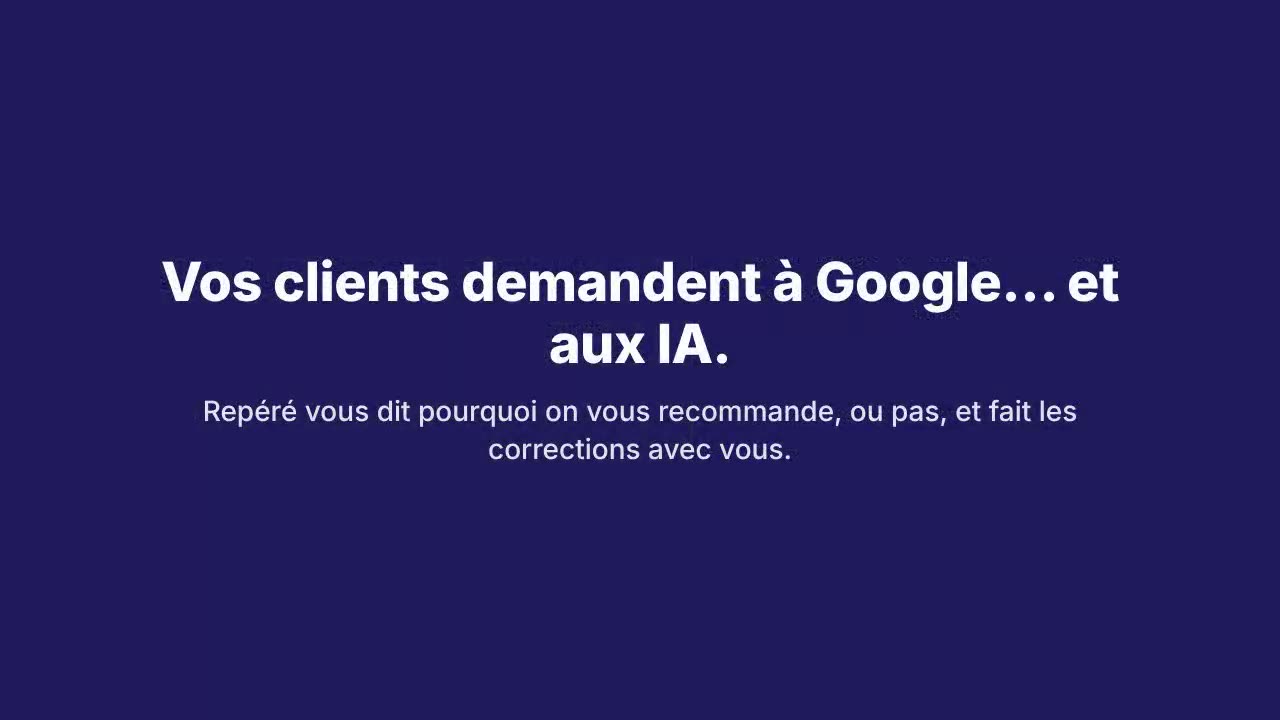 Vos clients demandent à Google... et
aux IA.
Repéré vous dit pourquoi on vous recommande, ou pas, et fait les
corrections avec vous.